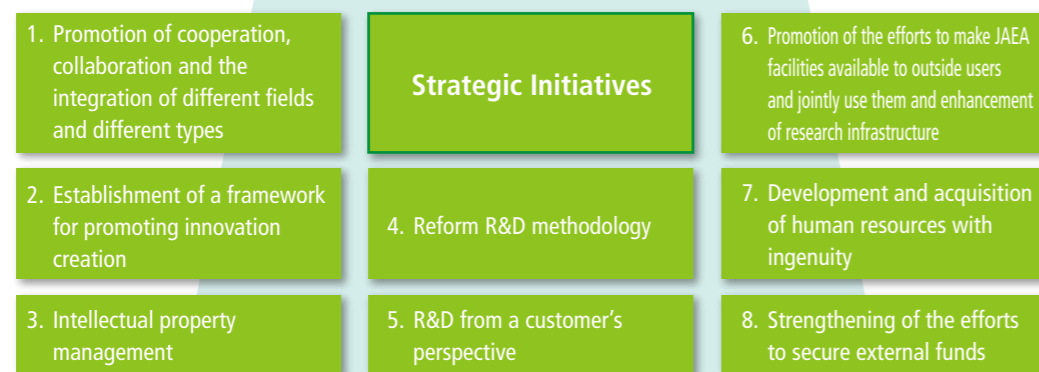 Strategic Initiatives
1. Promotion of cooperation,
collaboration and the
integration of different fields
and different types
2. Establishment of a framework
for promoting innovation
creation
3. Intellectual property
management
4. Reform R&D methodology
5. R&D from a customer's
perspective
6. Promotion of the efforts to make JAEA
facilities available to outside users
and jointly use them and enhancement
of research infrastructure
7. Development and acquisition
of human resources with
ingenuity
8. Strengthening of the efforts
to secure external funds